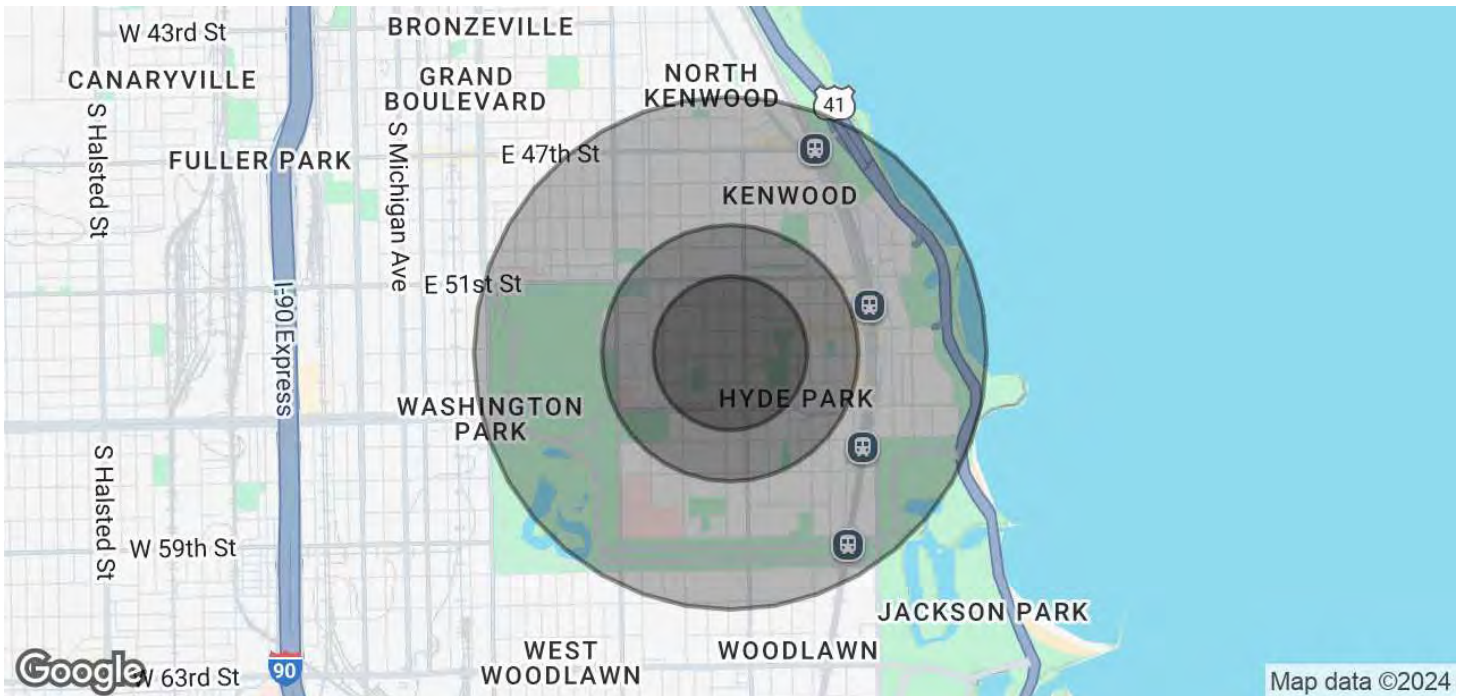 W 43rd St
BRONZEVILLE
CANARYVILLE
GRAND
BOULEVARD
NORTH
KENWOOD
41
S Halsted St
S Michigan Ave
FULLER PARK
E 47th St
KENWOOD
E 51st St
I-90 Express
WASHINGTON
PARK
HYDE PARK
S Halsted St
W 59th St
JACKSON PARK
WEST
WOODLAWN
WOODLAWN
Google
W 63rd St
90
Map data ©2024